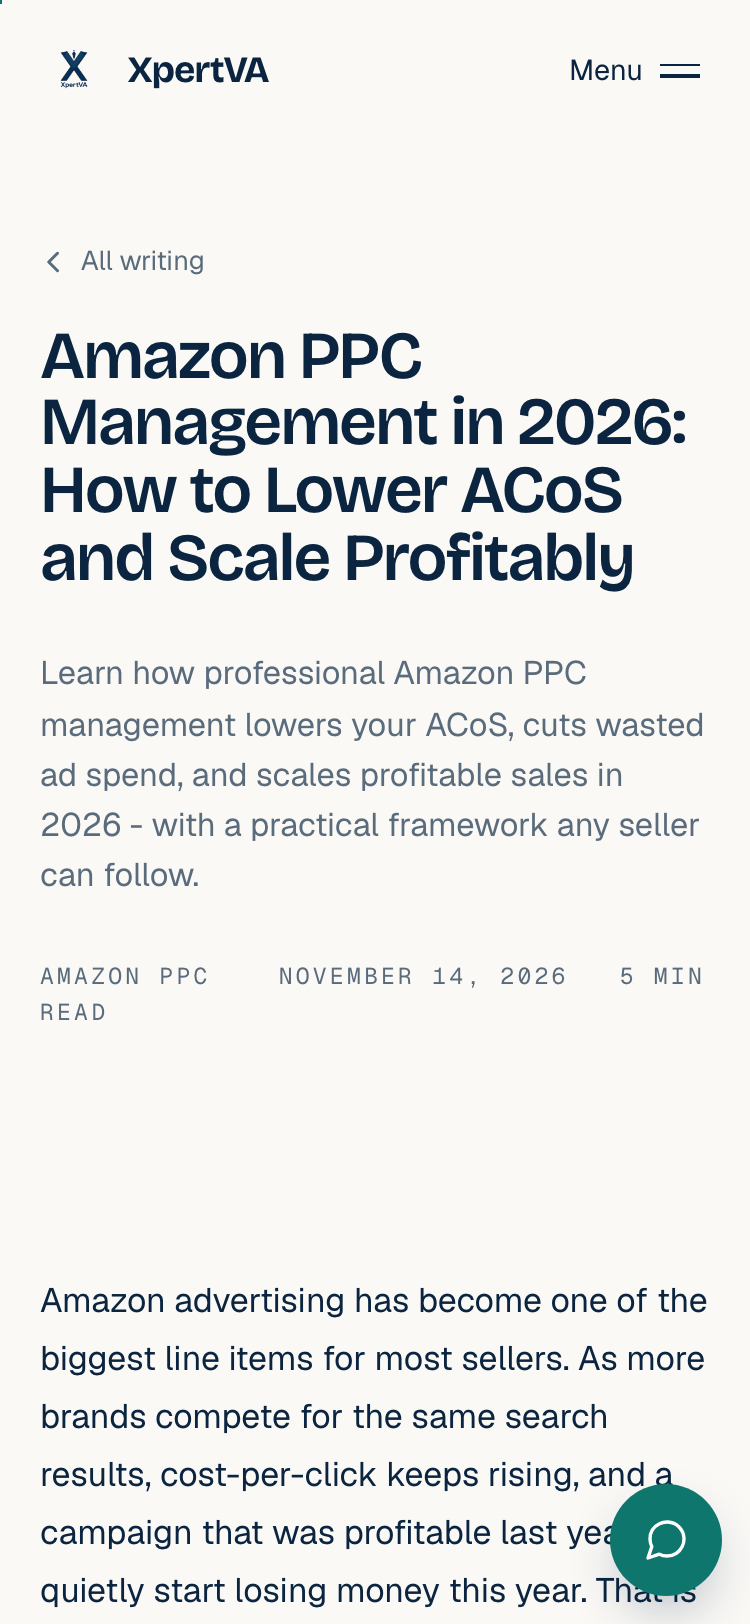 XpertVA
XpertVA
Menu
All writing
Amazon PPC
Management in 2026:
How to Lower ACoS
and Scale Profitably
Learn how professional Amazon PPC
management lowers your ACoS, cuts wasted
ad spend, and scales profitable sales in
2026 - with a practical framework any seller
can follow.
AMAZON PPC NOVEMBER 14, 2026 5 MIN
READ
Amazon advertising has become one of the
biggest line items for most sellers. As more
brands compete for the same search
results, cost-per-click keeps rising, and a
campaign that was profitable last
quietly start losing money this year. That is